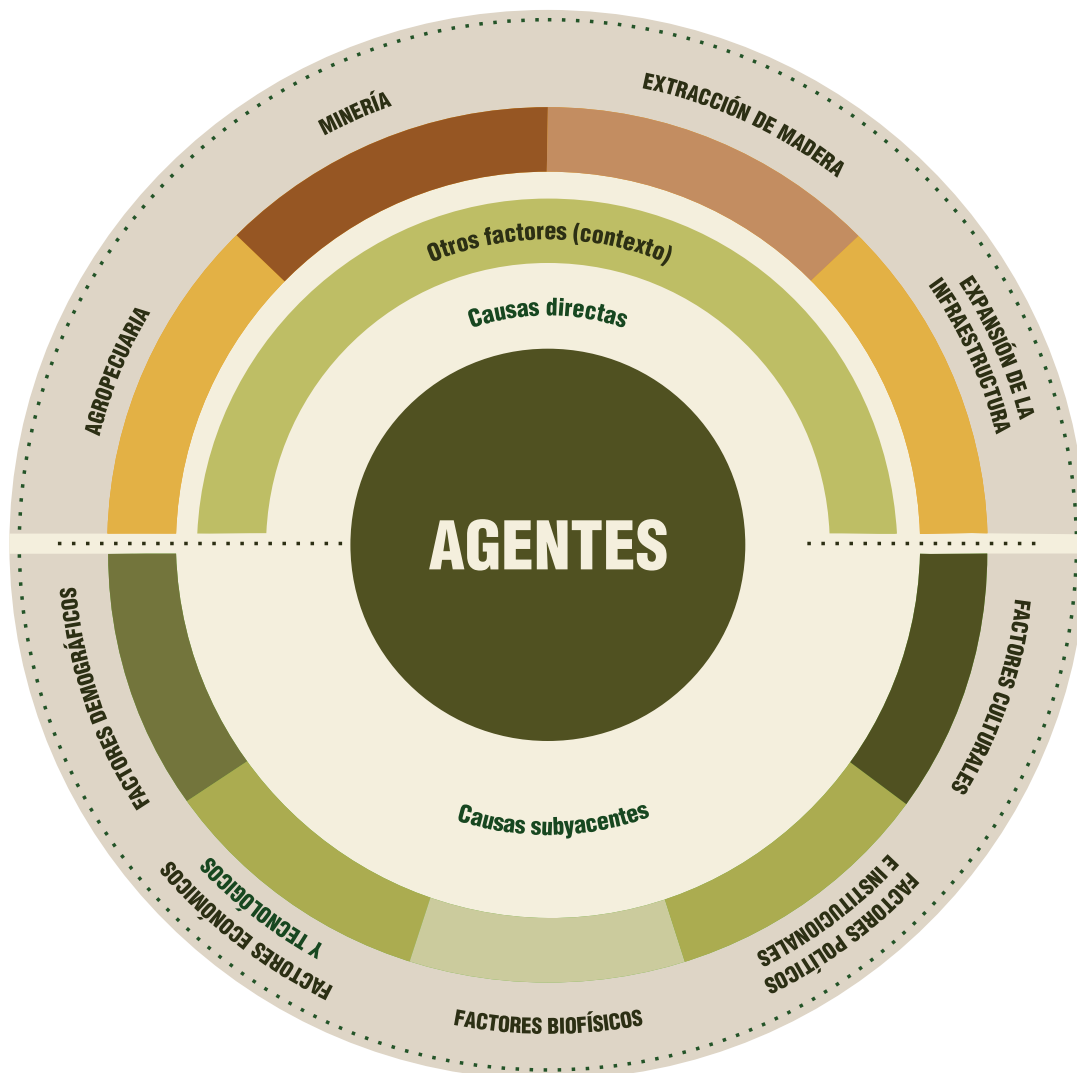 MINERÍA
EXTRACCIÓN DE MADERA
AGROPECUARIA
EXPANSIÓN DE LA
INFRAESTRUCTURA
Otros factores (contexto)
Causas directas
AGENTES
Causas subyacentes
FACTORES DEMOGRÁFICOS
FACTORES ECONÓMICOS
Y TECNOLÓGICOS
FACTORES BIOFÍSICOS
FACTORES POLÍTICOS
E INSTITUCIONALES
FACTORES CULTURALES